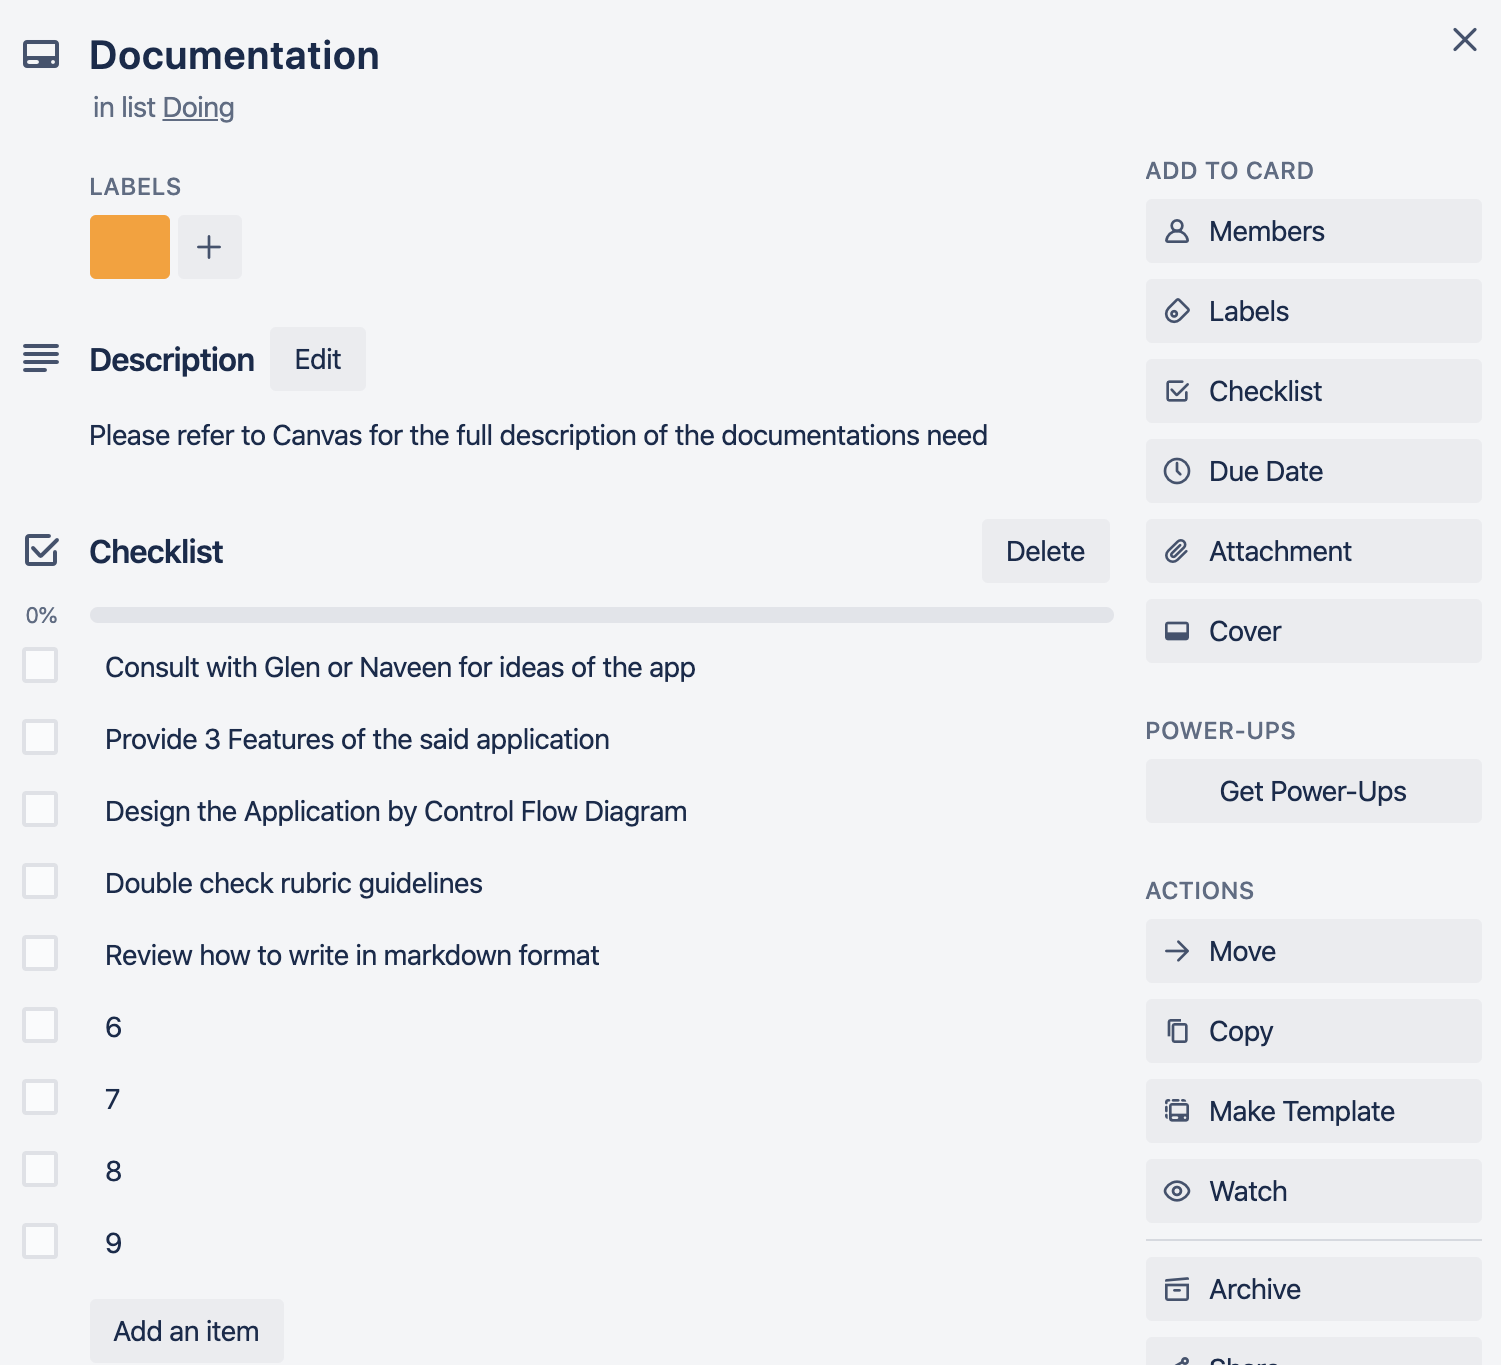 Documentation
in list Doing
LABELS
Description
Edit
Please refer to Canvas for the full description of the documentations need
Checklist
Delete
0%
Consult with Glen or Naveen for ideas of the app
Provide 3 Features of the said application
Design the Application by Control Flow Diagram
Double check rubric guidelines
Review how to write in markdown format
6
7
8
9
Add an item
ADD TO CARD
Members
Labels
Checklist
Due Date
Attachment
Cover
POWER-UPS
Get Power-Ups
ACTIONS
Move
Copy
Make Template
Watch
Archive